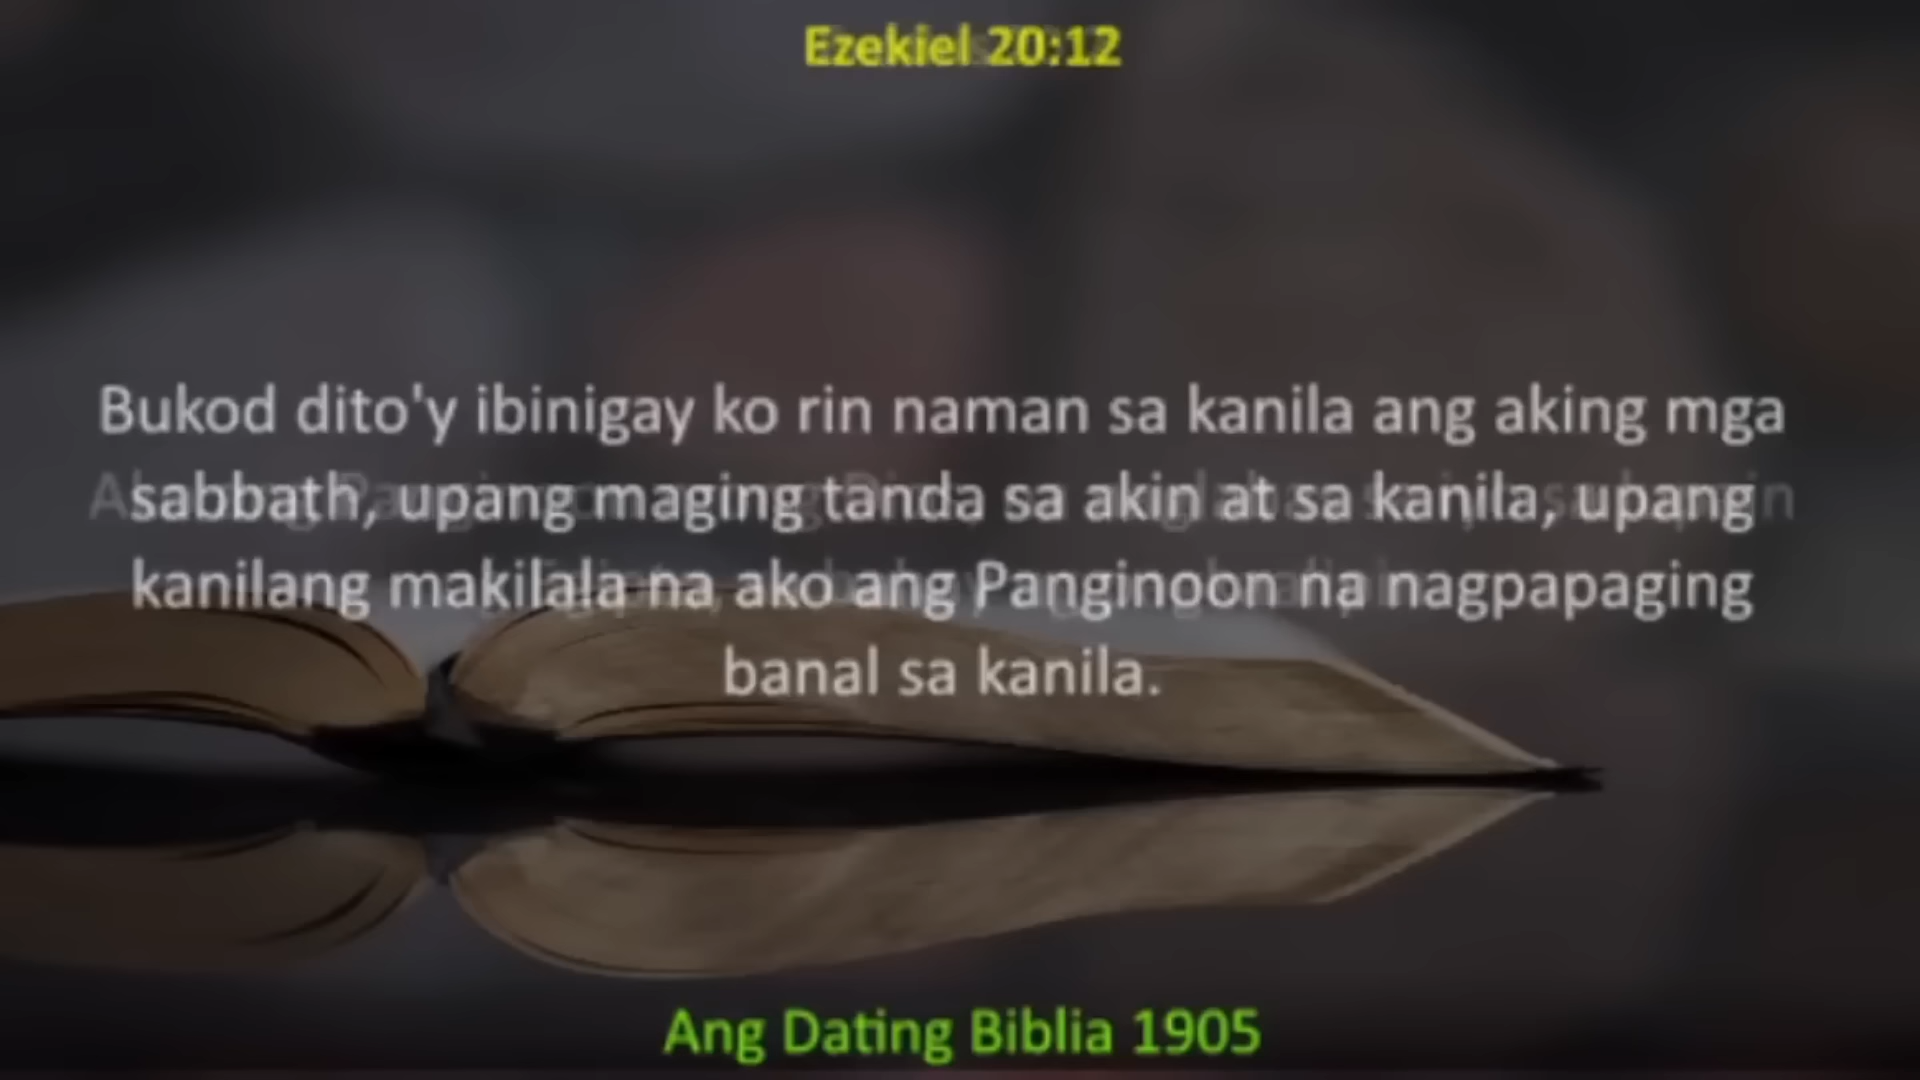 Ezekiel 20:12
Bukod dito'y ibinigay ko rin naman sa kanila ang aking mga
sabbath, upang maging tanda sa akin at sa kanila, upang
kanilang makilala na ako ang Panginoon na nagpapaging
banal sa kanila.
Ang Dating Biblia 1905